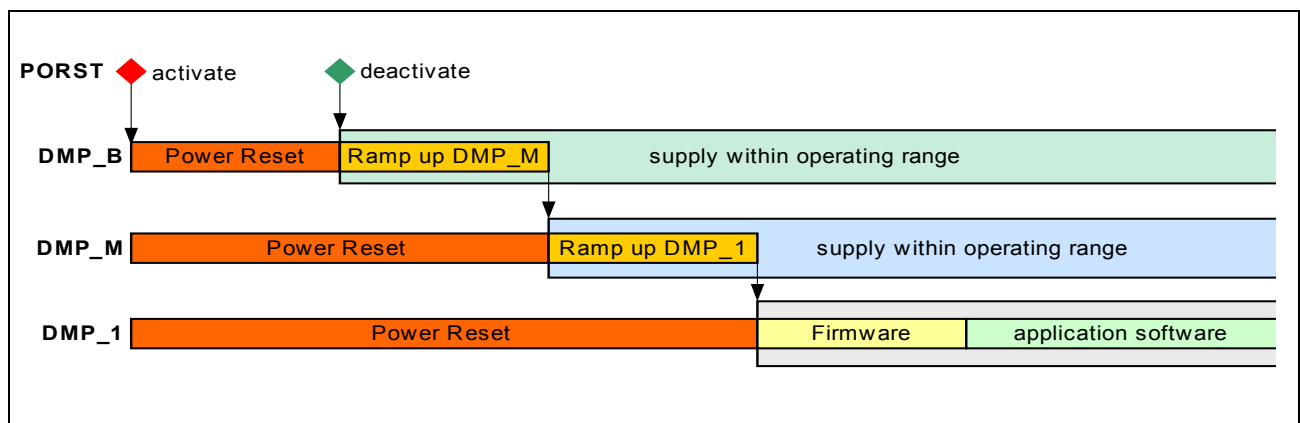 PORST activate deactivate
DMP_B Power Reset Ramp up DMP_M supply within operating range
DMP_M Power Reset Ramp up DMP_1 supply within operating range
DMP_1 Power Reset Firmware application software